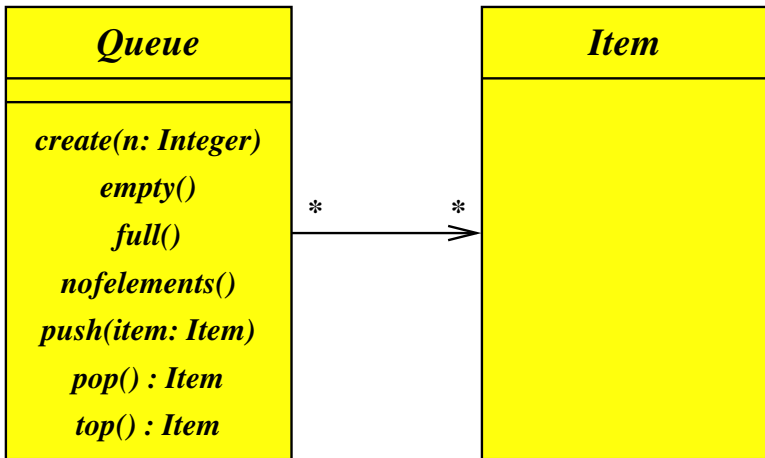 Queue
Item
create(n: Integer)
empty()
* *
full()
nofelements()
push(item: Item)
pop() : Item
top() : Item